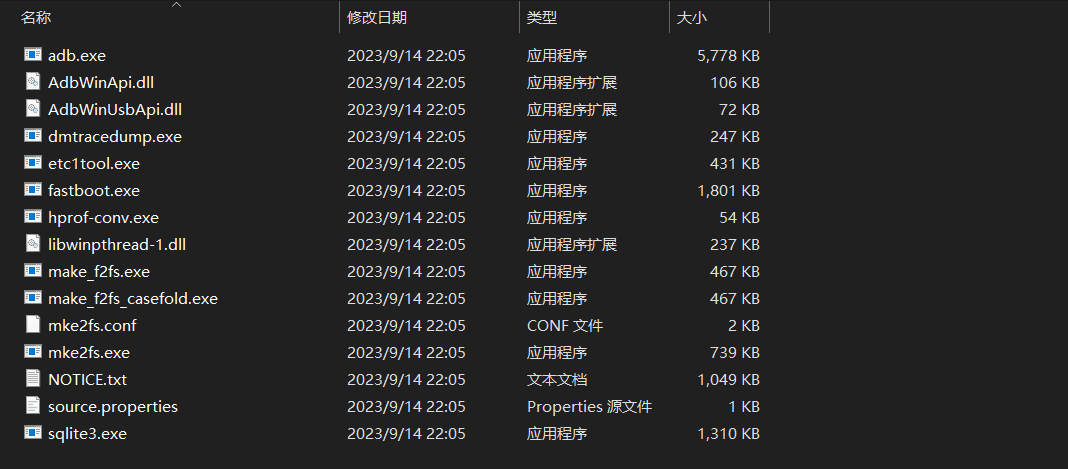 名称 修改日期 类型 大小
adb.exe 2023/9/14 22:05 应用程序 5,778 KB
AdbWinApi.dll 2023/9/14 22:05 应用程序扩展 106 KB
AdbWinUsbApi.dll 2023/9/14 22:05 应用程序扩展 72 KB
dmtracedump.exe 2023/9/14 22:05 应用程序 247 KB
etc1tool.exe 2023/9/14 22:05 应用程序 431 KB
fastboot.exe 2023/9/14 22:05 应用程序 1,801 KB
hprof-conv.exe 2023/9/14 22:05 应用程序 54 KB
libwinpthread-1.dll 2023/9/14 22:05 应用程序扩展 237 KB
make_f2fs.exe 2023/9/14 22:05 应用程序 467 KB
make_f2fs_casefold.exe 2023/9/14 22:05 应用程序 467 KB
mke2fs.conf 2023/9/14 22:05 CONF 文件 2 KB
mke2fs.exe 2023/9/14 22:05 应用程序 739 KB
NOTICE.txt 2023/9/14 22:05 文本文档 1,049 KB
source.properties 2023/9/14 22:05 Properties 源文件 1 KB
sqlite3.exe 2023/9/14 22:05 应用程序 1,310 KB